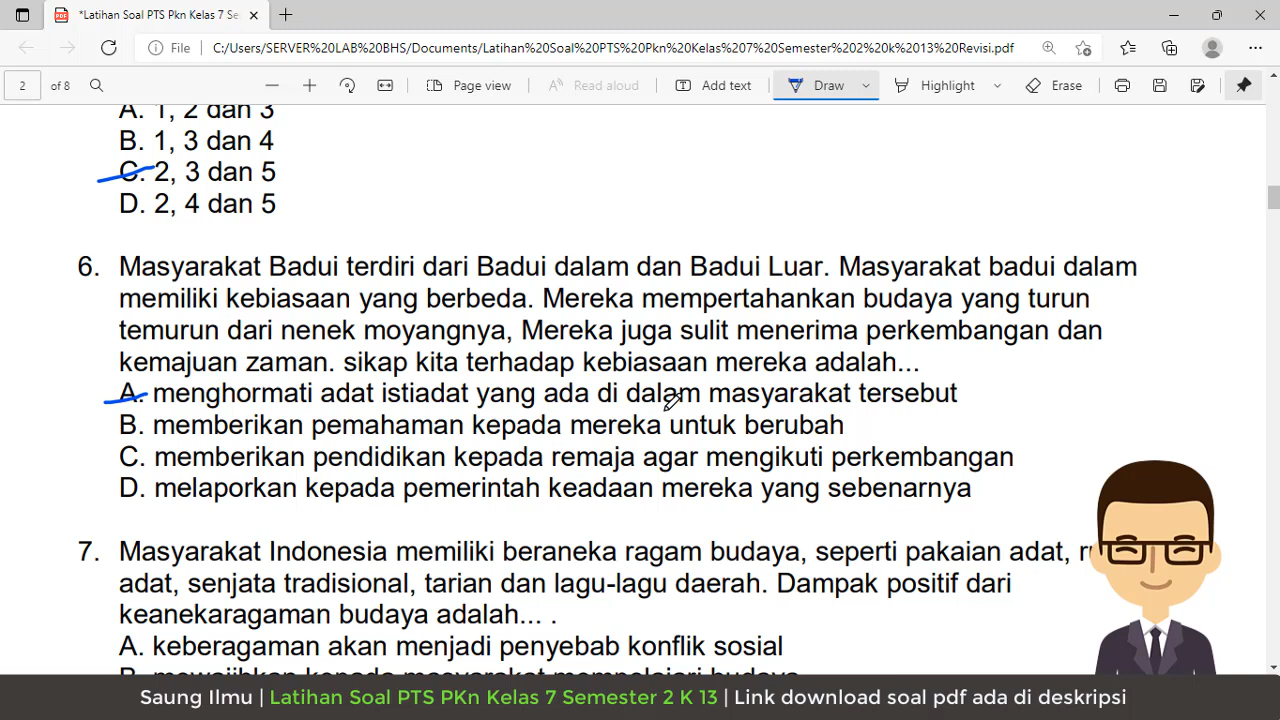 *Latihan Soal PTS Pkn Kelas 7 Se
File
C:/Users/SERVER%20LAB%20BHS/Documents/Latihan%20Soal%20PTS%20Pkn%20Kelas%207%20Semester%202%20k%2013%20Revisi.pdf
2 of 8 Page view Read aloud Add text Draw Highlight Erase
A. 1, 2 dan 3
B. 1, 3 dan 4
C. 2, 3 dan 5
D. 2, 4 dan 5
6. Masyarakat Badui terdiri dari Badui dalam dan Badui Luar. Masyarakat badui dalam
memiliki kebiasaan yang berbeda. Mereka mempertahankan budaya yang turun
temurun dari nenek moyangnya, Mereka juga sulit menerima perkembangan dan
kemajuan zaman. sikap kita terhadap kebiasaan mereka adalah...
A. menghormati adat istiadat yang ada di dalam masyarakat tersebut
B. memberikan pemahaman kepada mereka untuk berubah
C. memberikan pendidikan kepada remaja agar mengikuti perkembangan
D. melaporkan kepada pemerintah keadaan mereka yang sebenarnya
7. Masyarakat Indonesia memiliki beraneka ragam budaya, seperti pakaian adat,
adat, senjata tradisional, tarian dan lagu-lagu daerah. Dampak positif dari
keanekaragaman budaya adalah... .
A. keberagaman akan menjadi penyebab konflik sosial
B. mewajibkan kepada masyarakat mempelajari budaya
Saung Ilmu | Latihan Soal PTS PKn Kelas 7 Semester 2 K 13 | Link download soal pdf ada di deskripsi